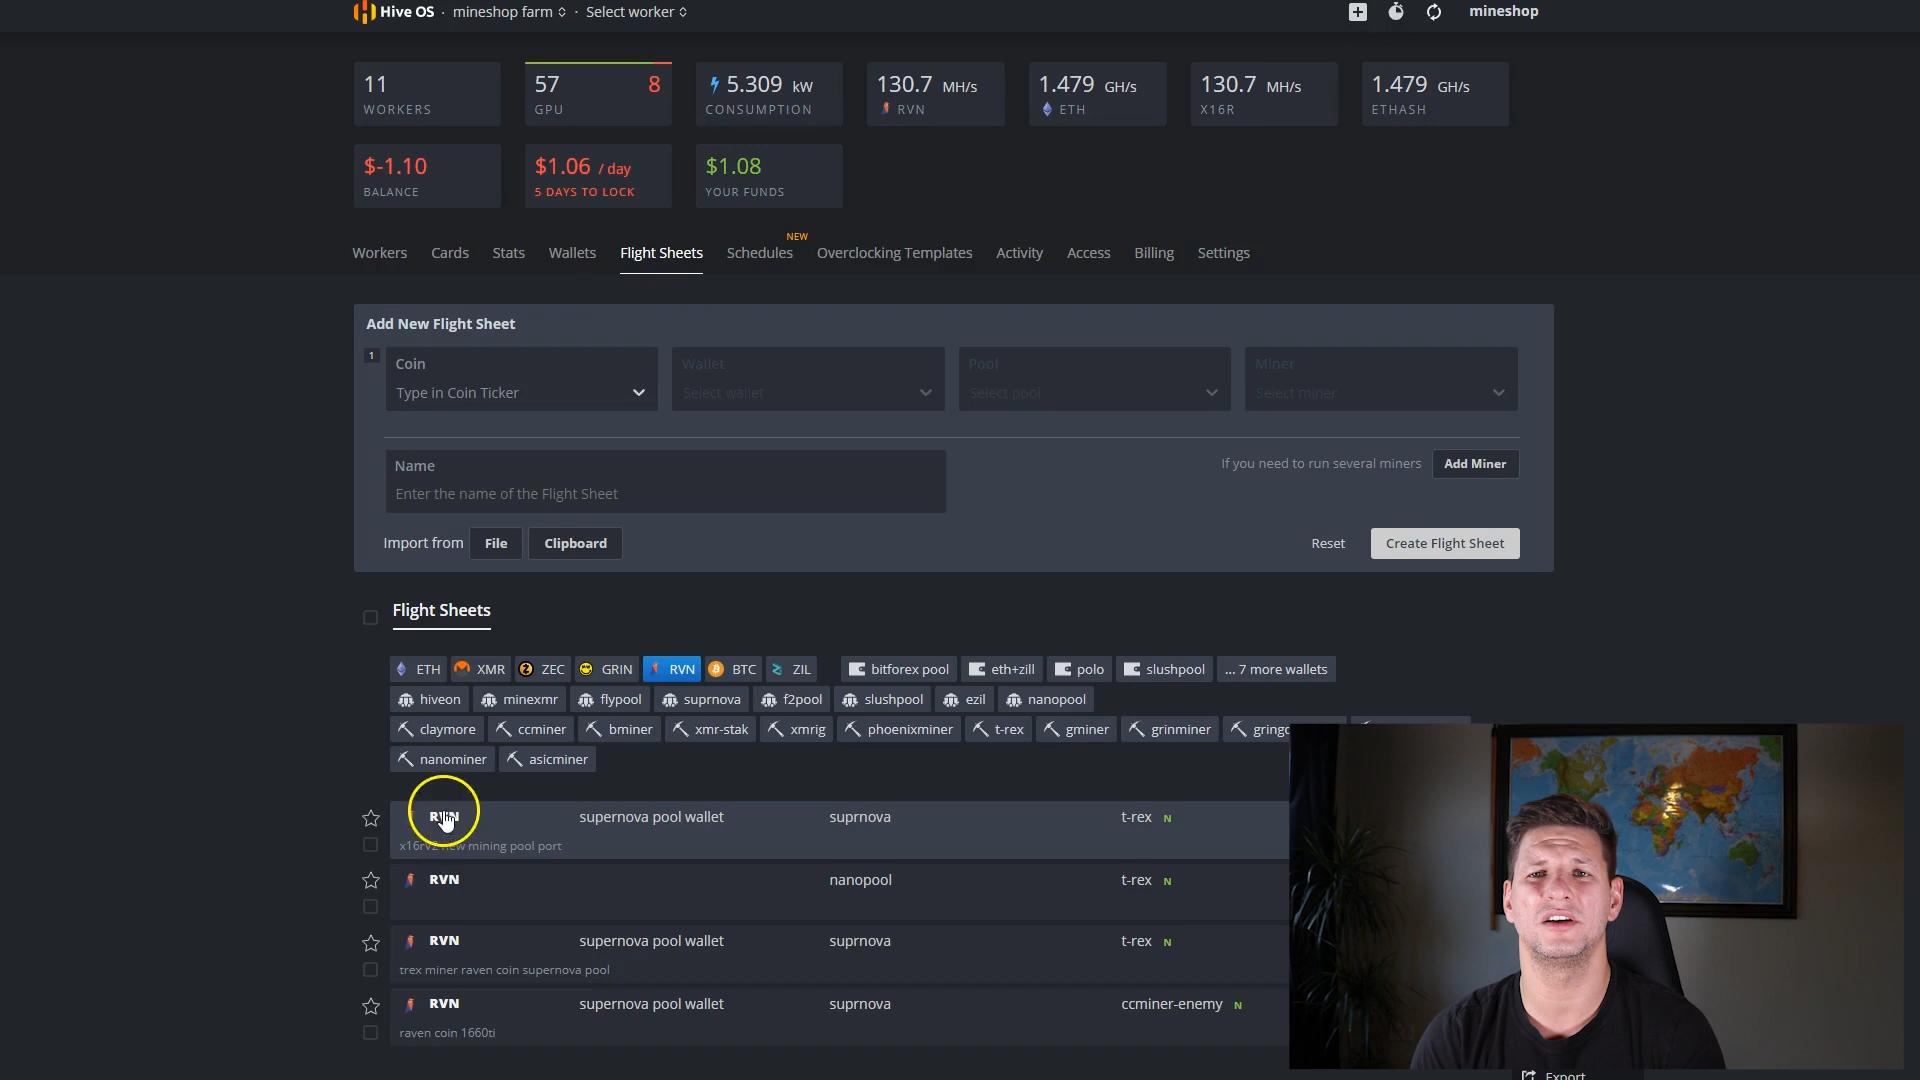 Hive OS · mineshop farm · Select worker mineshop
11 57 8 5.309 kW 130.7 MH/s 1.479 GH/s 130.7 MH/s 1.479 GH/s
WORKERS GPU CONSUMPTION RVN ETH X16R ETHASH
$-1.10 $1.06 / day $1.08
BALANCE 5 DAYS TO LOCK YOUR FUNDS
NEW
Workers Cards Stats Wallets Flight Sheets Schedules Overclocking Templates Activity Access Billing Settings
Add New Flight Sheet
1 Coin Wallet Pool Miner
Type in Coin Ticker Select wallet Select pool Select miner
Name
If you need to run several miners Add Miner
Enter the name of the Flight Sheet
Import from File Clipboard Reset Create Flight Sheet
Flight Sheets
ETH XMR ZEC GRIN RVN BTC ZIL bitforex pool eth+zill polo slushpool ... 7 more wallets
hiveon minexmr flypool suprnova f2pool slushpool ezil nanopool
claymore ccminer bminer xmr-stak xmrig phoenixminer t-rex gminer grinminer
nanominer asicminer
RVN supernova pool wallet suprnova t-rex N
mining pool port
RVN nanopool t-rex N
RVN supernova pool wallet suprnova t-rex N
trex miner raven coin supernova pool
RVN supernova pool wallet suprnova ccminer-enemy N
raven coin 1660ti
Export